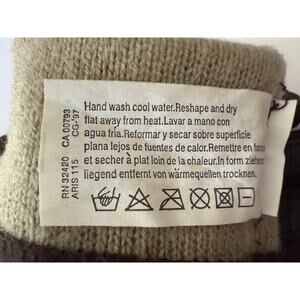 Hand wash cool water.Reshape and dry
flat away from heat.Lavar a mano con
agua fría.Reformar y secar sobre superficie
plana lejos de fuentes de calor.Remettre en forme
et secher à plat loin de la chaleur.In form ziehen
liegend entfernt von wärmequellen trocknen.
RN 32420 CA 00793
ARIS 115 CG-'97